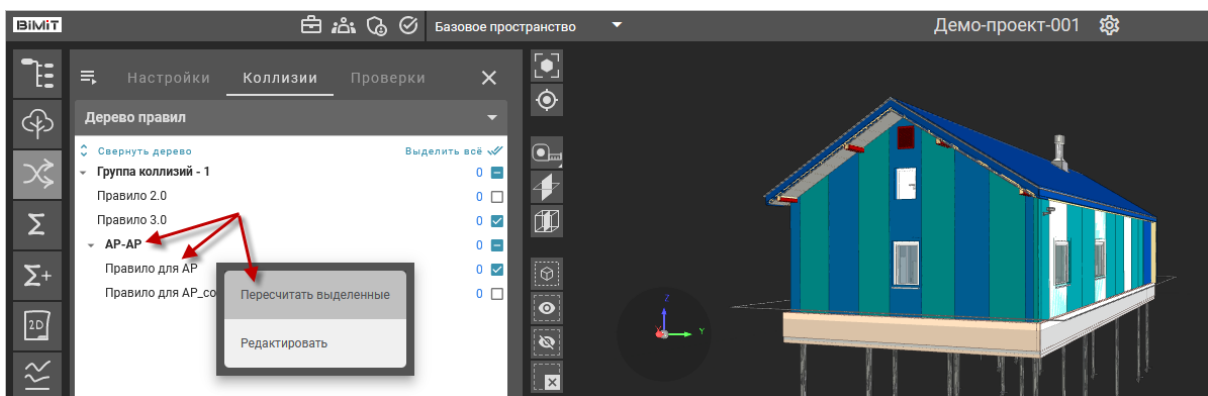 BIMiT
Базовое пространство
Демо-проект-001
Настройки Коллизии Проверки
Дерево правил
Свернуть дерево Выделить всё
Группа коллизий - 1 0
Правило 2.0 0
Правило 3.0 0
АР-АР 0
Правило для АР 0
Правило для АР_со 0
Пересчитать выделенные
Редактировать
Σ
Σ+
2D
Z
Y